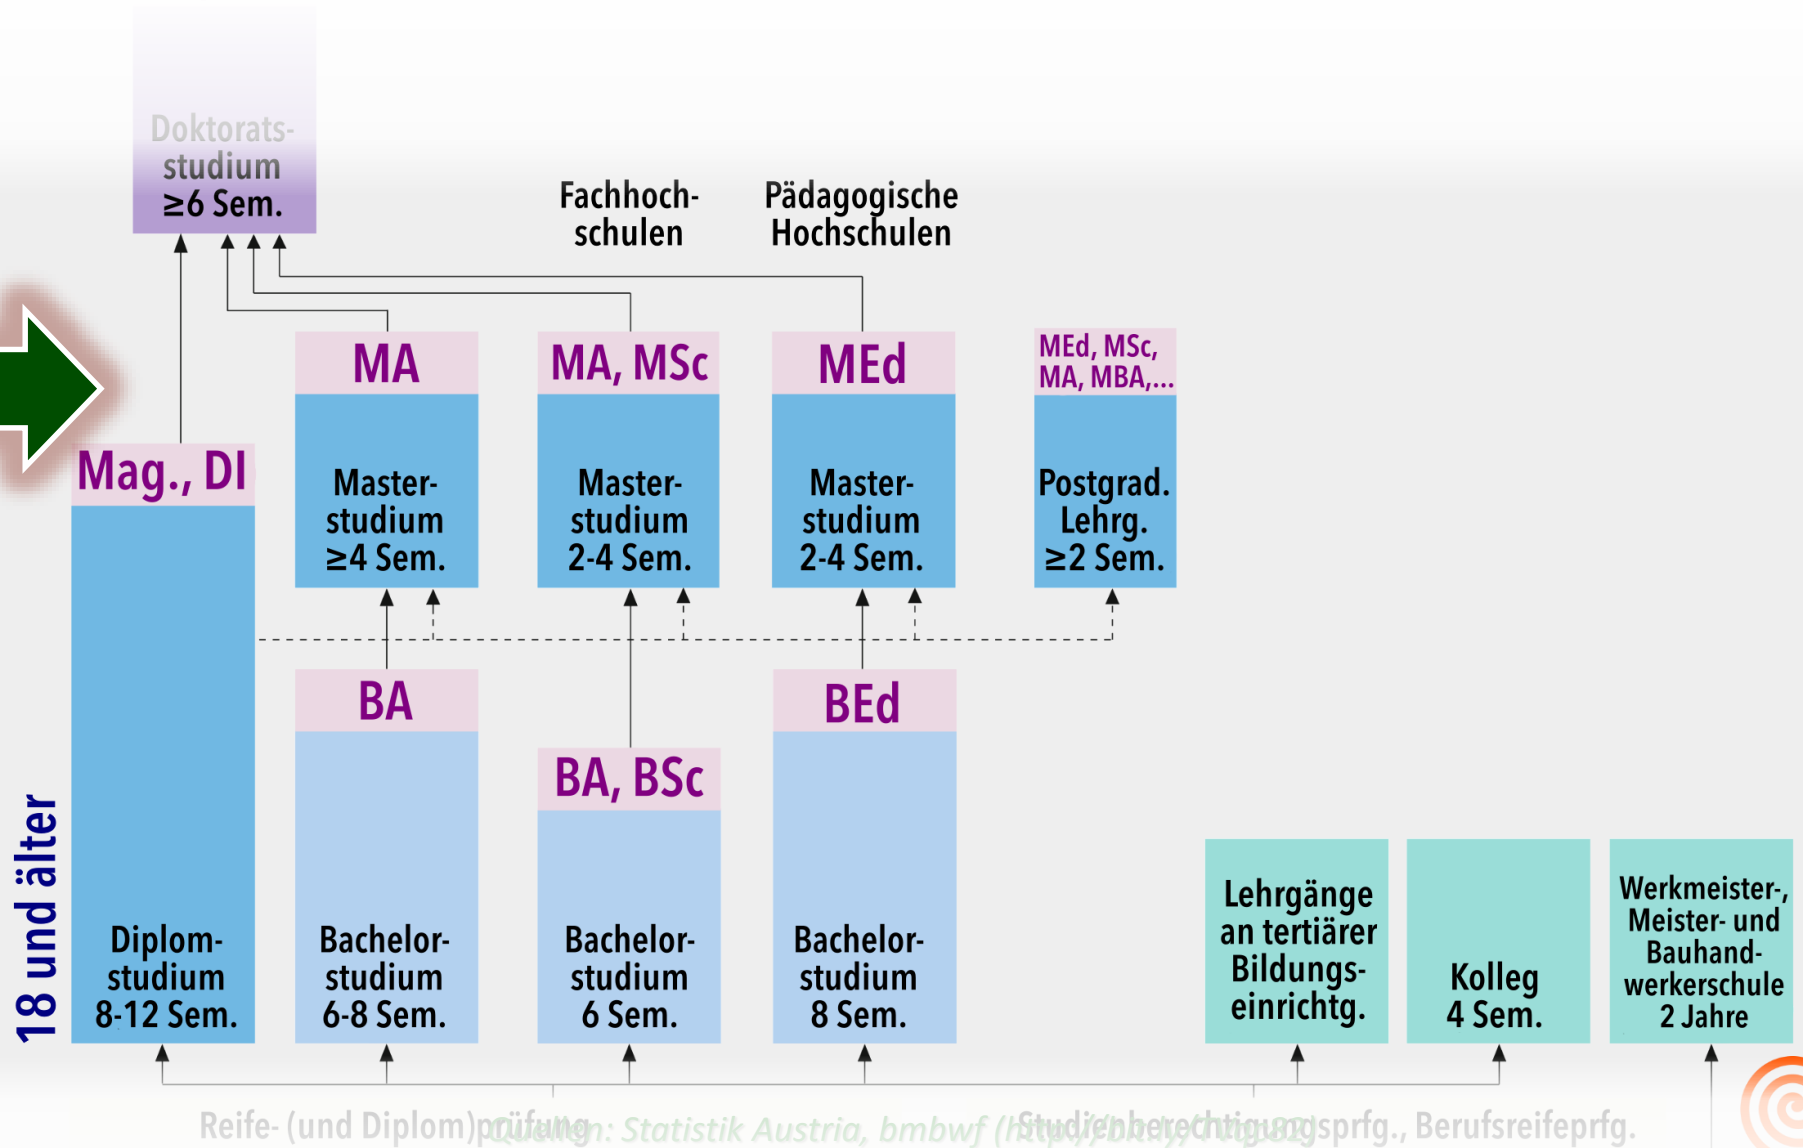 Doktorats-
studium
≥6 Sem.
Fachhoch-
schulen
Pädagogische
Hochschulen
MA
MA, MSc
MEd
MEd, MSc,
MA, MBA,...
Mag., DI
Master-
studium
≥4 Sem.
Master-
studium
2-4 Sem.
Master-
studium
2-4 Sem.
Postgrad.
Lehrg.
≥2 Sem.
BA
BA, BSc
BEd
18 und älter
Diplom-
studium
8-12 Sem.
Bachelor-
studium
6-8 Sem.
Bachelor-
studium
6 Sem.
Bachelor-
studium
8 Sem.
Lehrgänge
an tertiärer
Bildungs-
einrichtg.
Kolleg
4 Sem.
Werkmeister-,
Meister- und
Bauhand-
werkerschule
2 Jahre
Reife- (und Diplom)prüfung
Studienberechtigungsprfg., Berufsreifeprfg.
Quellen: Statistik Austria, bmbwf